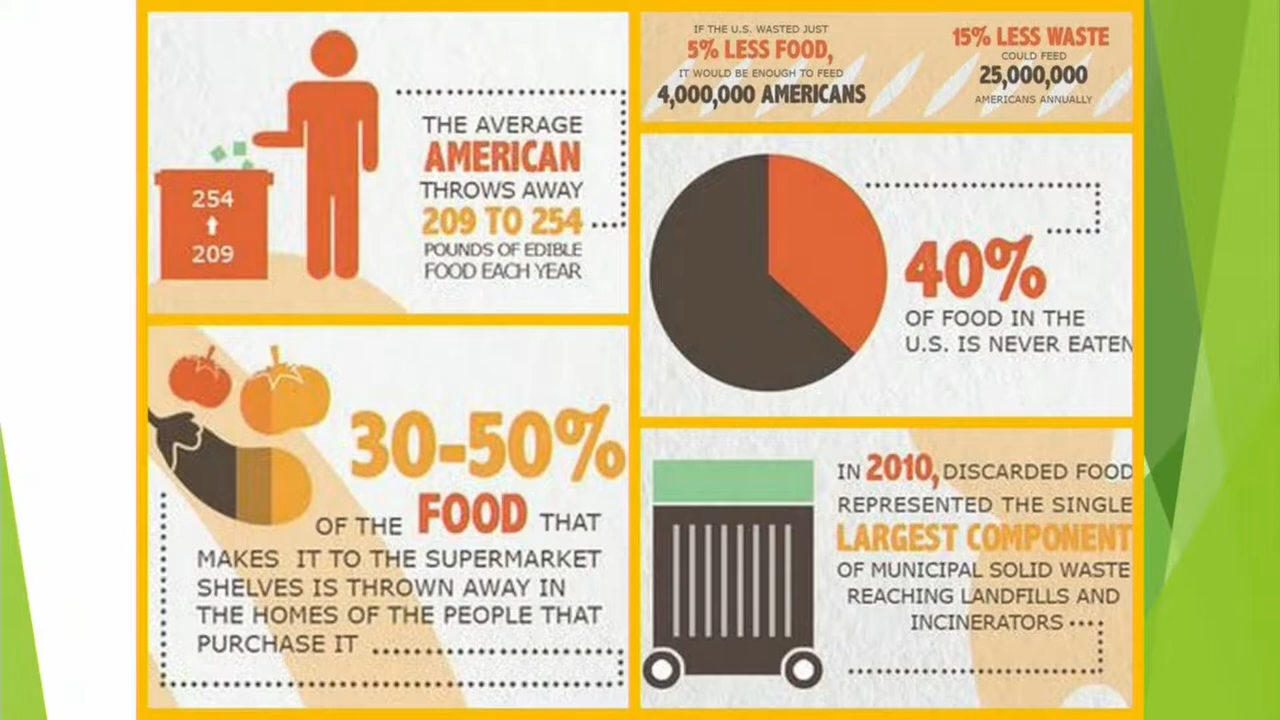 254
209
THE AVERAGE
AMERICAN
THROWS AWAY
209 TO 254
POUNDS OF EDIBLE
FOOD EACH YEAR
IF THE U.S. WASTED JUST
5% LESS FOOD,
IT WOULD BE ENOUGH TO FEED
4,000,000 AMERICANS
15% LESS WASTE
COULD FEED
25,000,000
AMERICANS ANNUALLY
40%
OF FOOD IN THE
U.S. IS NEVER EATEN
30-50%
OF THE FOOD THAT
MAKES IT TO THE SUPERMARKET
SHELVES IS THROWN AWAY IN
THE HOMES OF THE PEOPLE THAT
PURCHASE IT
IN 2010, DISCARDED FOOD
REPRESENTED THE SINGLE
LARGEST COMPONENT
OF MUNICIPAL SOLID WASTE
REACHING LANDFILLS AND
INCINERATORS